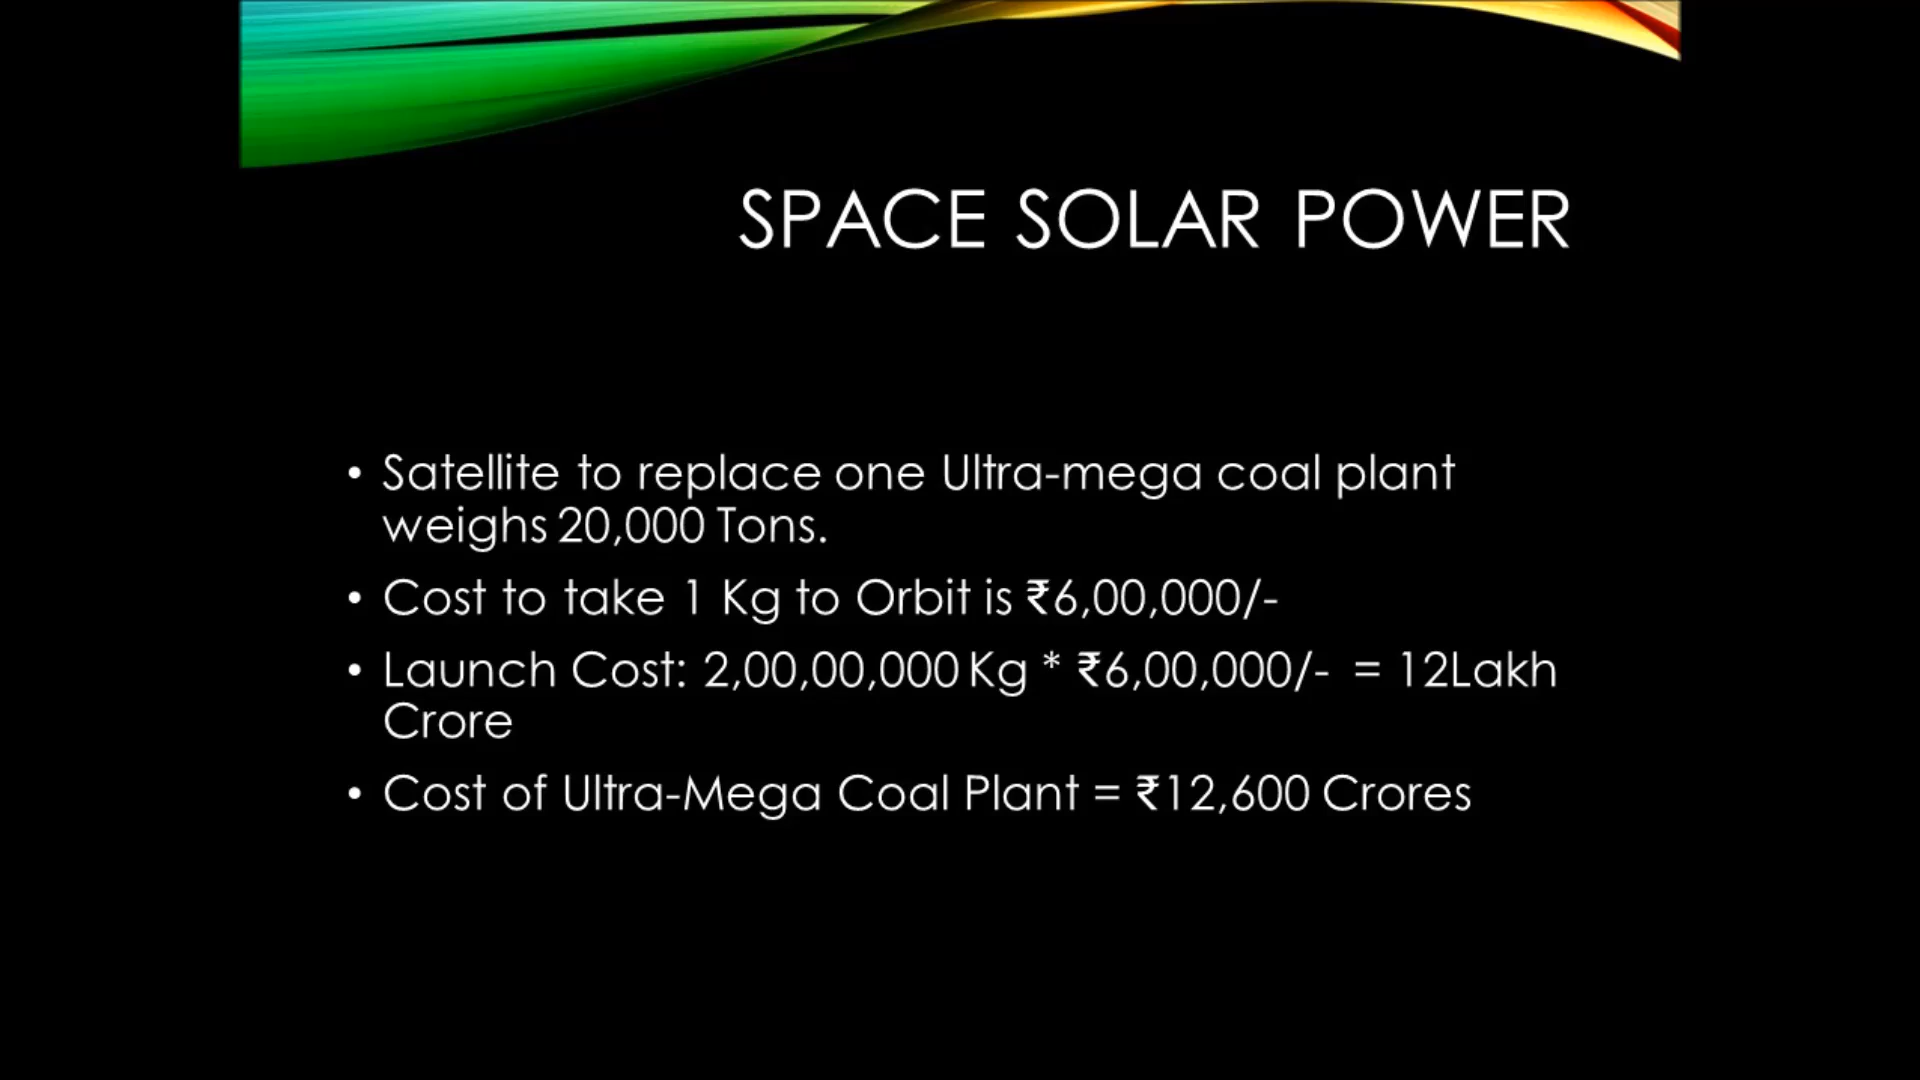 SPACE SOLAR POWER
• Satellite to replace one Ultra-mega coal plant
weighs 20,000 Tons.
• Cost to take 1 Kg to Orbit is ₹6,00,000/-
• Launch Cost: 2,00,00,000 Kg * ₹6,00,000/- = 12Lakh
Crore
• Cost of Ultra-Mega Coal Plant = ₹12,600 Crores